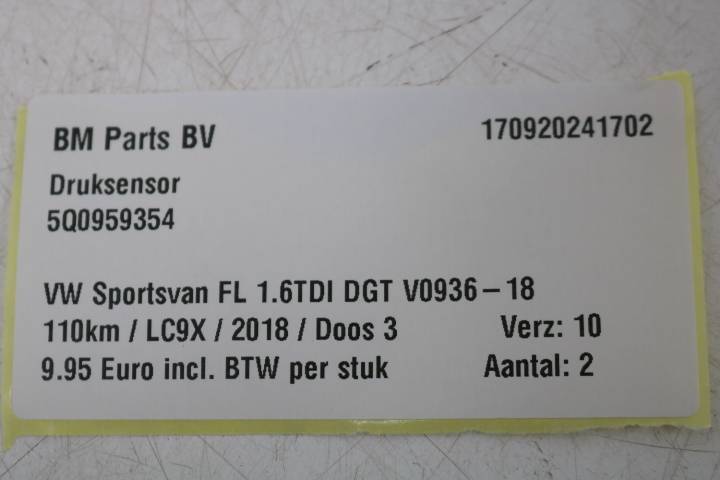 BM Parts BV 170920241702
Druksensor
5Q0959354
VW Sportsvan FL 1.6TDI DGT V0936-18
110km / LC9X / 2018 / Doos 3 Verz: 10
9.95 Euro incl. BTW per stuk Aantal: 2